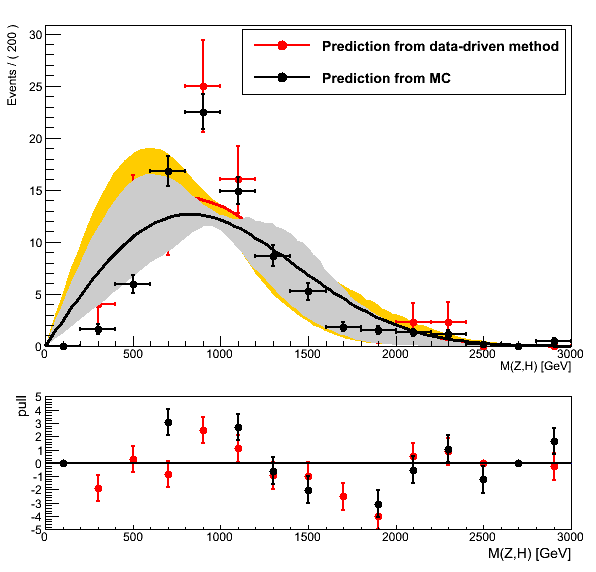 Events / ( 200 )
30
25
20
15
10
5
0
Prediction from data-driven method
Prediction from MC
0 500 1000 1500 2000 2500 3000
M(Z,H) [GeV]
pull
5
4
3
2
1
0
-1
-2
-3
-4
-5
0 500 1000 1500 2000 2500 3000
M(Z,H) [GeV]